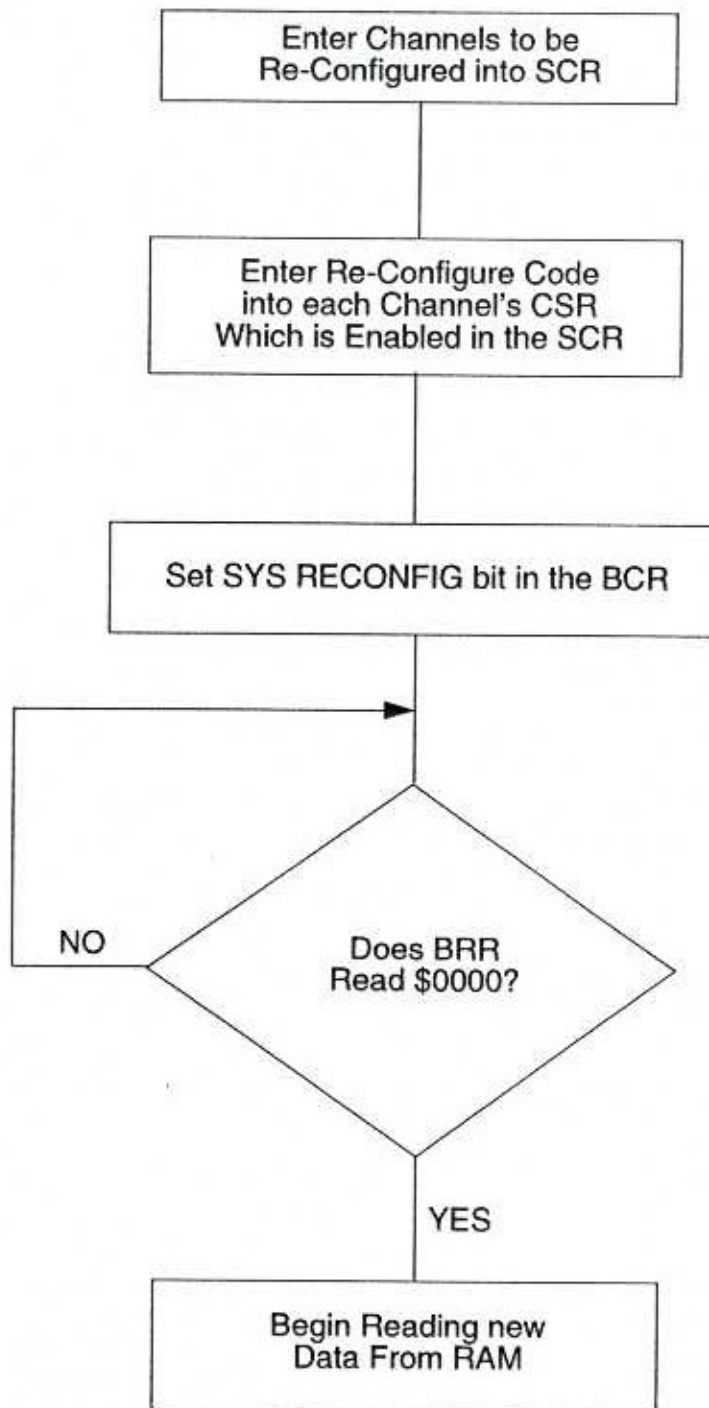 Enter Channels to be
Re-Configured into SCR
Enter Re-Configure Code
into each Channel's CSR
Which is Enabled in the SCR
Set SYS RECONFIG bit in the BCR
NO
Does BRR
Read $0000?
YES
Begin Reading new
Data From RAM